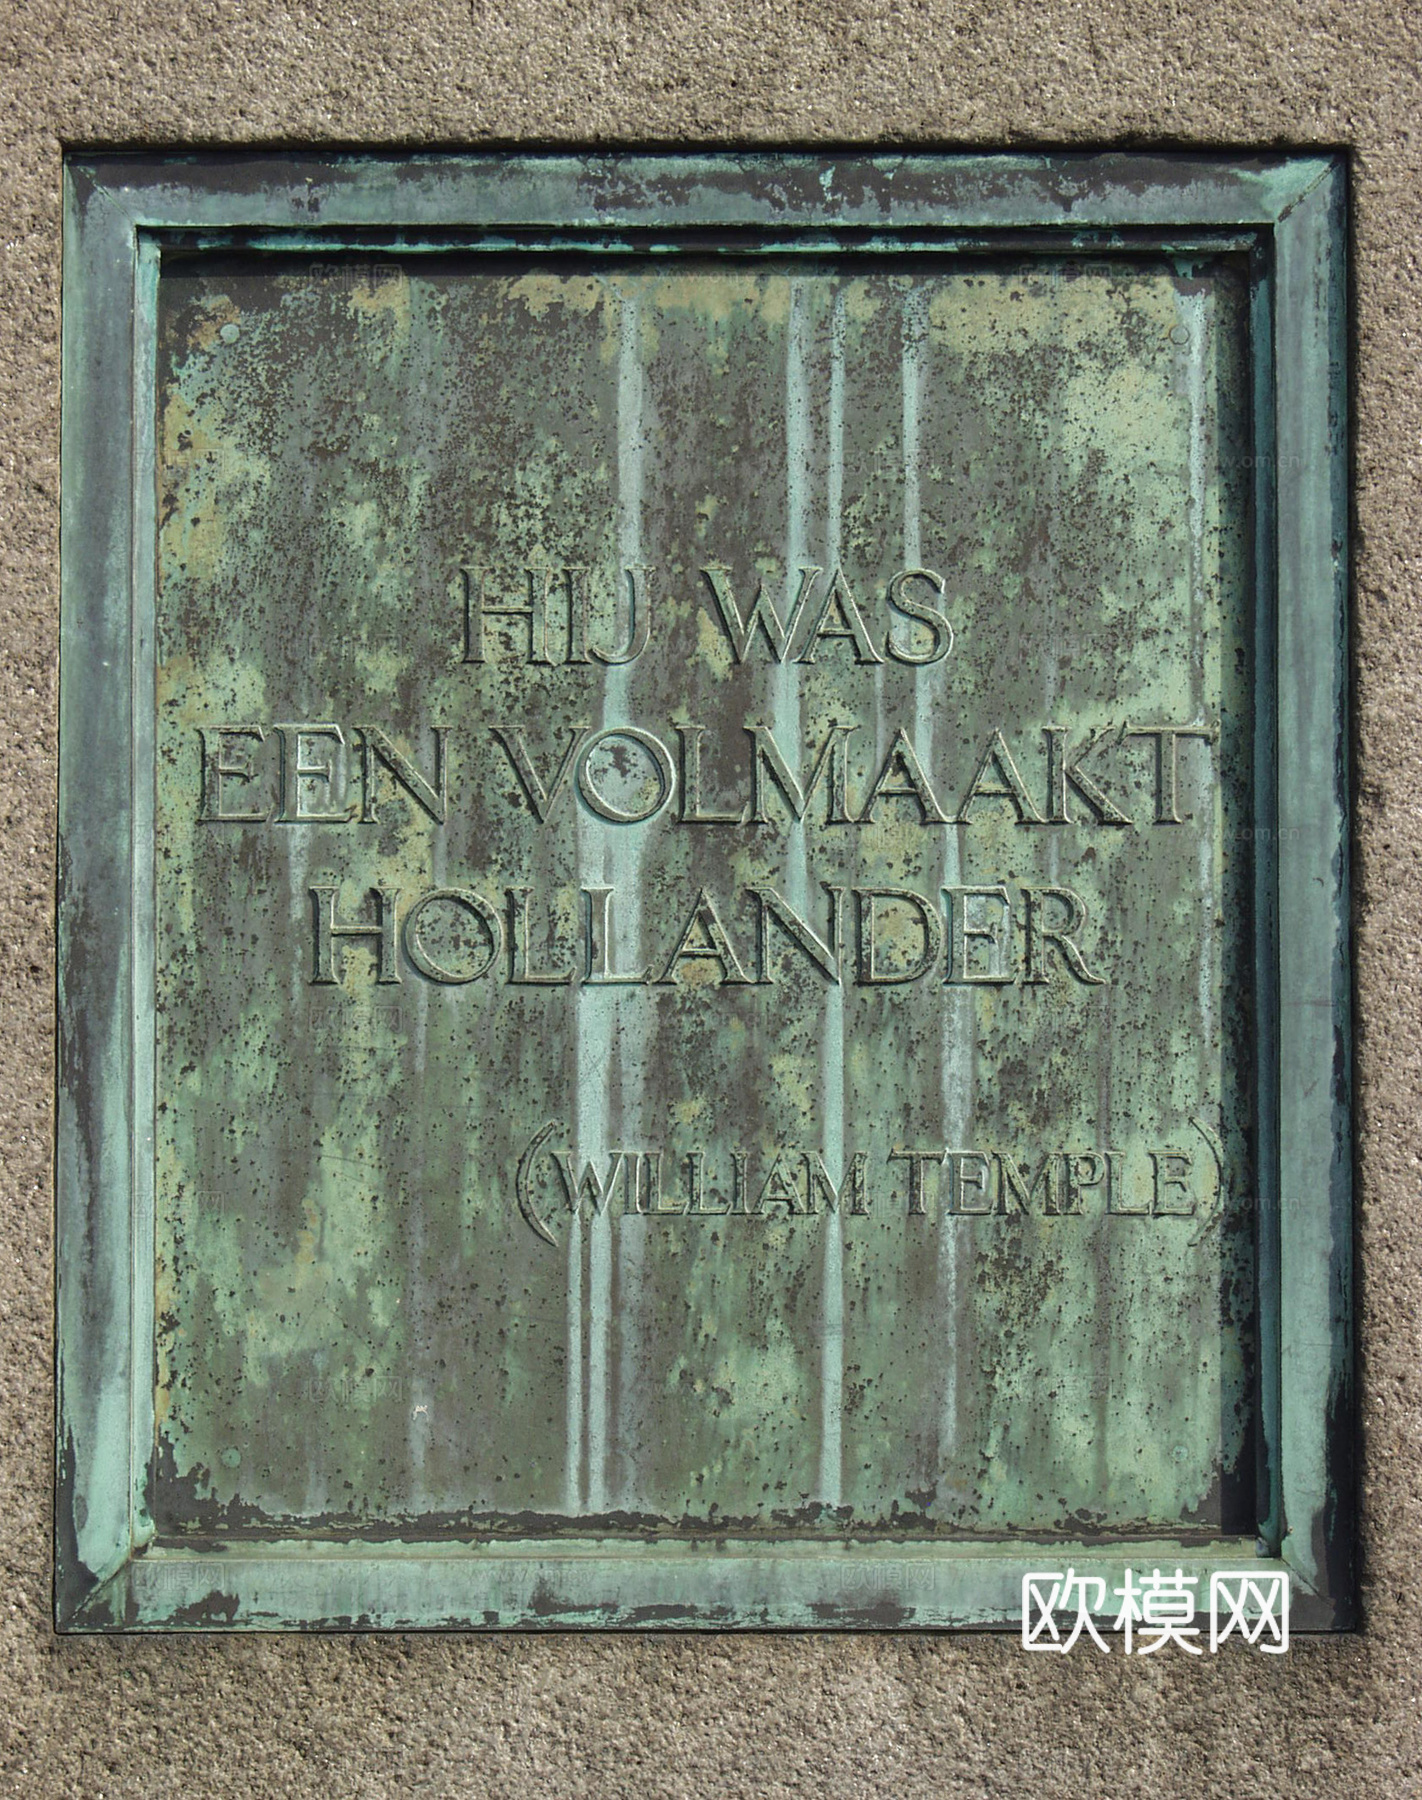 HIJ WAS
EEN VOLMAAKT
HOLLANDER
(WILLIAM TEMPLE)
欧模网